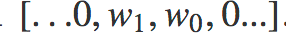 [...0, w₁, w₀, 0...].